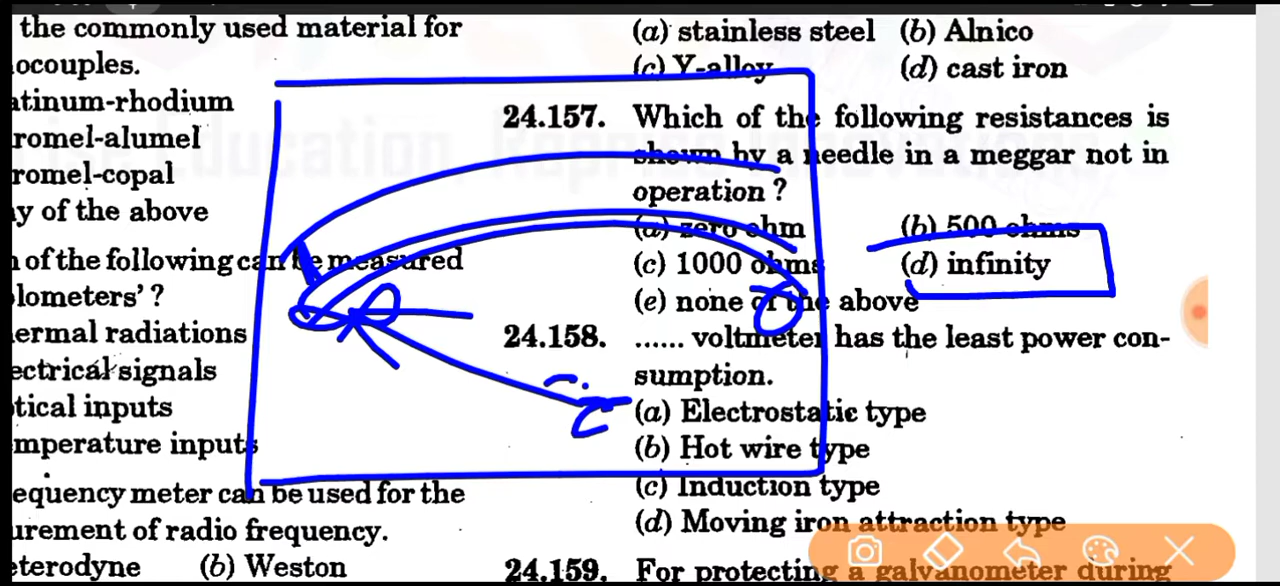 the commonly used material for
ocouples.
atinum-rhodium
romel-alumel
romel-copal
y of the above
of the following can be measured
lometers' ?
ermal radiations
ectrical signals
tical inputs
mperature inputs
equency meter can be used for the
urement of radio frequency.
eterodyne (b) Weston
(a) stainless steel (b) Alnico
(c) Y-alloy (d) cast iron
24.157. Which of the following resistances is
shown by a needle in a meggar not in
operation ?
(a) zero ohm (b) 500 ohms
(c) 1000 ohms (d) infinity
(e) none of the above
24.158. ...... voltmeter has the least power con-
sumption.
(a) Electrostatic type
(b) Hot wire type
(c) Induction type
(d) Moving iron attraction type
24.159. For protecting a galvanometer during